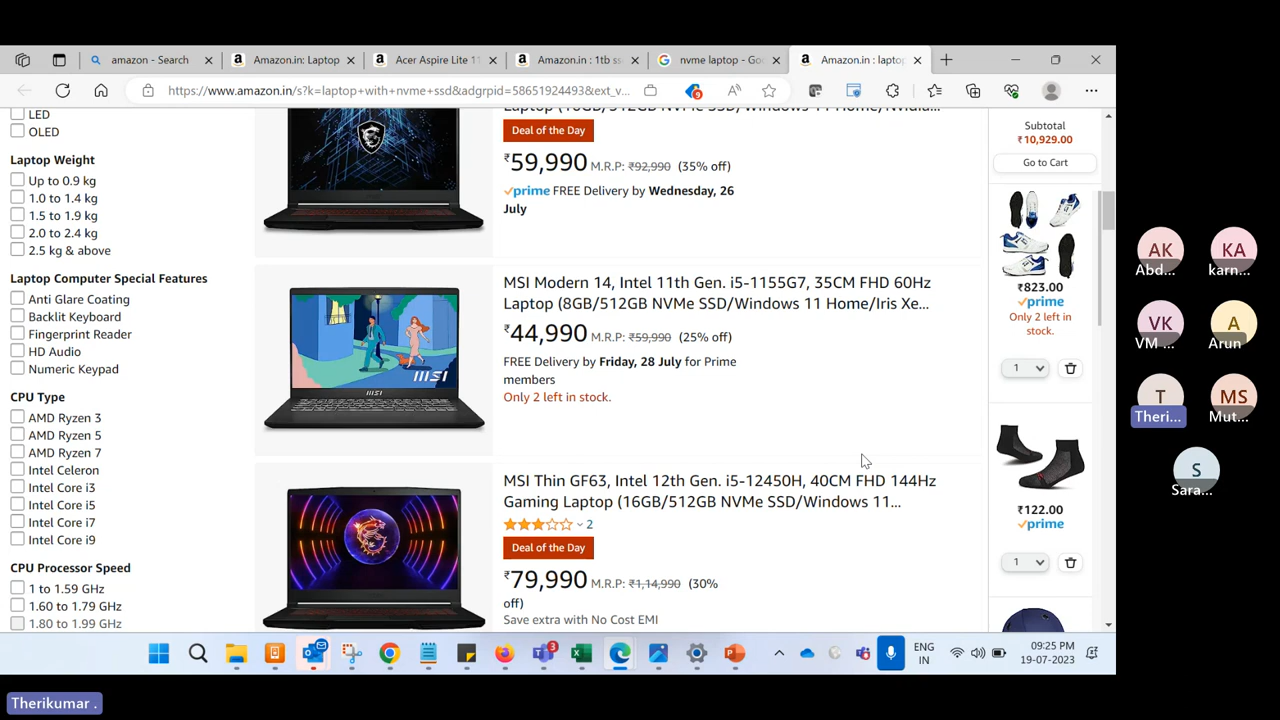 amazon - Search
Amazon.in: Laptop
Acer Aspire Lite 11
Amazon.in : 1tb ss
nvme laptop - Go
Amazon.in : lapto
https://www.amazon.in/s?k=laptop+with+nvme+ssd&adgrpid=58651924493&ext_v...
LED
OLED
Laptop Weight
Up to 0.9 kg
1.0 to 1.4 kg
1.5 to 1.9 kg
2.0 to 2.4 kg
2.5 kg & above
Laptop Computer Special Features
Anti Glare Coating
Backlit Keyboard
Fingerprint Reader
HD Audio
Numeric Keypad
CPU Type
AMD Ryzen 3
AMD Ryzen 5
AMD Ryzen 7
Intel Celeron
Intel Core i3
Intel Core i5
Intel Core i7
Intel Core i9
CPU Processor Speed
1 to 1.59 GHz
1.60 to 1.79 GHz
1.80 to 1.99 GHz
Laptop (16GB/512GB NVMe SSD/Windows 11 Home/Nvidia...
Deal of the Day
₹59,990 M.R.P: ₹92,990 (35% off)
prime FREE Delivery by Wednesday, 26
July
MSI Modern 14, Intel 11th Gen. i5-1155G7, 35CM FHD 60Hz
Laptop (8GB/512GB NVMe SSD/Windows 11 Home/Iris Xe...
₹44,990 M.R.P: ₹59,990 (25% off)
FREE Delivery by Friday, 28 July for Prime
members
Only 2 left in stock.
msi
MSI Thin GF63, Intel 12th Gen. i5-12450H, 40CM FHD 144Hz
Gaming Laptop (16GB/512GB NVMe SSD/Windows 11...
2
Deal of the Day
₹79,990 M.R.P: ₹1,14,990 (30%
off)
Save extra with No Cost EMI
Subtotal
₹10,929.00
Go to Cart
₹823.00
prime
Only 2 left in
stock.
1
₹122.00
prime
1
AK
Abd...
KA
karn...
VK
VM ...
A
Arun
T
Theri...
MS
Mut...
S
Sara...
3
ENG
IN
09:25 PM
19-07-2023
Therikumar .